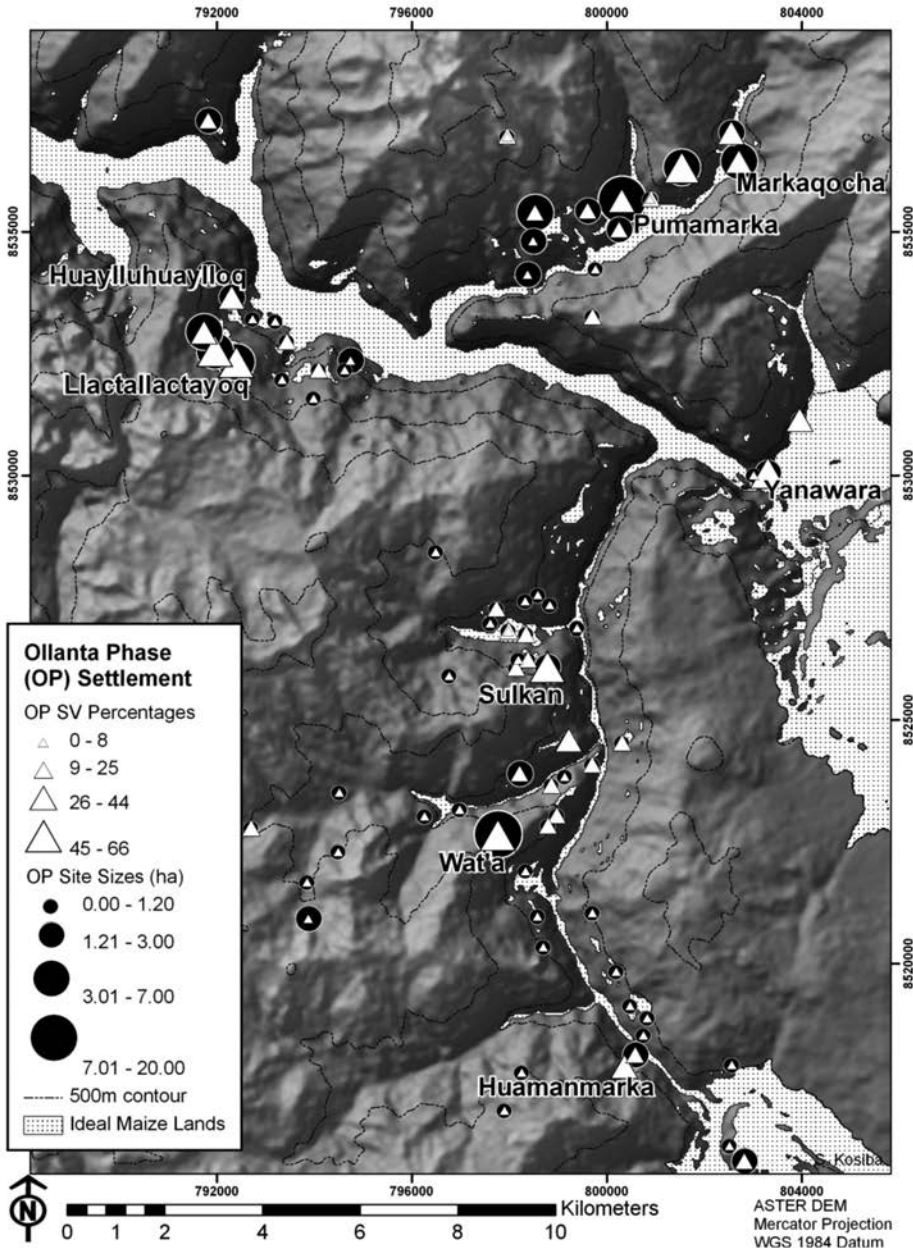 792000 796000 800000 804000
8535000
8530000
8525000
8520000
Markaqocha
Pumamarka
Huaylluhuaylloq
Llactallactayoq
Yanawara
Sulkan
Wat'a
Huamanmarka
S. Kosiba
8535000
8530000
Ollanta Phase
(OP) Settlement
OP SV Percentages
0 - 8
9 - 25
26 - 44
45 - 66
OP Site Sizes (ha)
0.00 - 1.20
1.21 - 3.00
3.01 - 7.00
7.01 - 20.00
500m contour
Ideal Maize Lands
792000 796000 800000 804000
N
Kilometers
0 1 2 4 6 8 10
ASTER DEM
Mercator Projection
WGS 1984 Datum